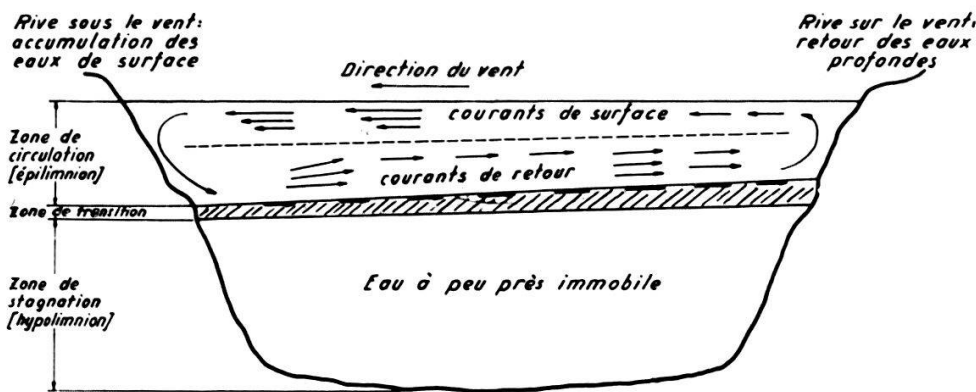 Rive sous le vent:
accumulation des
eaux de surface
Rive sur le vent:
retour des eaux
profondes
Direction du vent
courants de surface
Zone de
circulation
[épilimnion]
courants de retour
Zone de transition
Eau à peu près immobile
Zone de
stagnation
[hypolimnion]